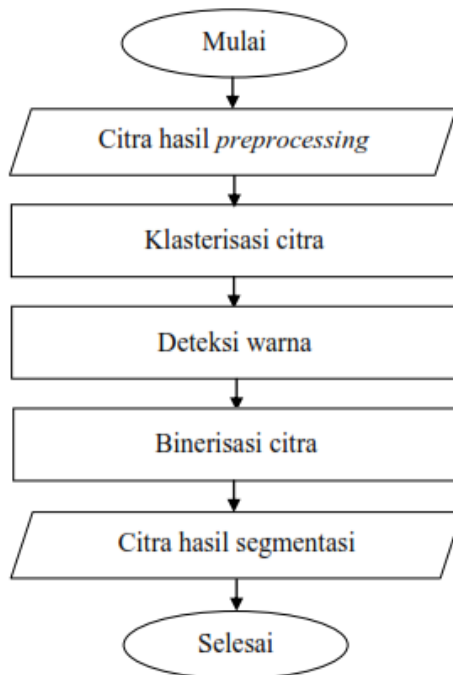 Mulai
Citra hasil preprocessing
Klasterisasi citra
Deteksi warna
Binerisasi citra
Citra hasil segmentasi
Selesai